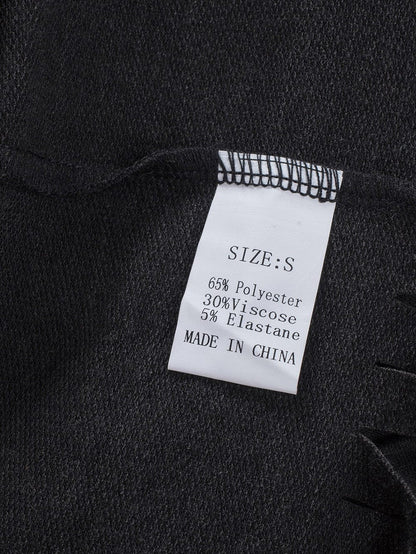 SIZE:S
65% Polyester
30%Viscose
5% Elastane
MADE IN CHINA